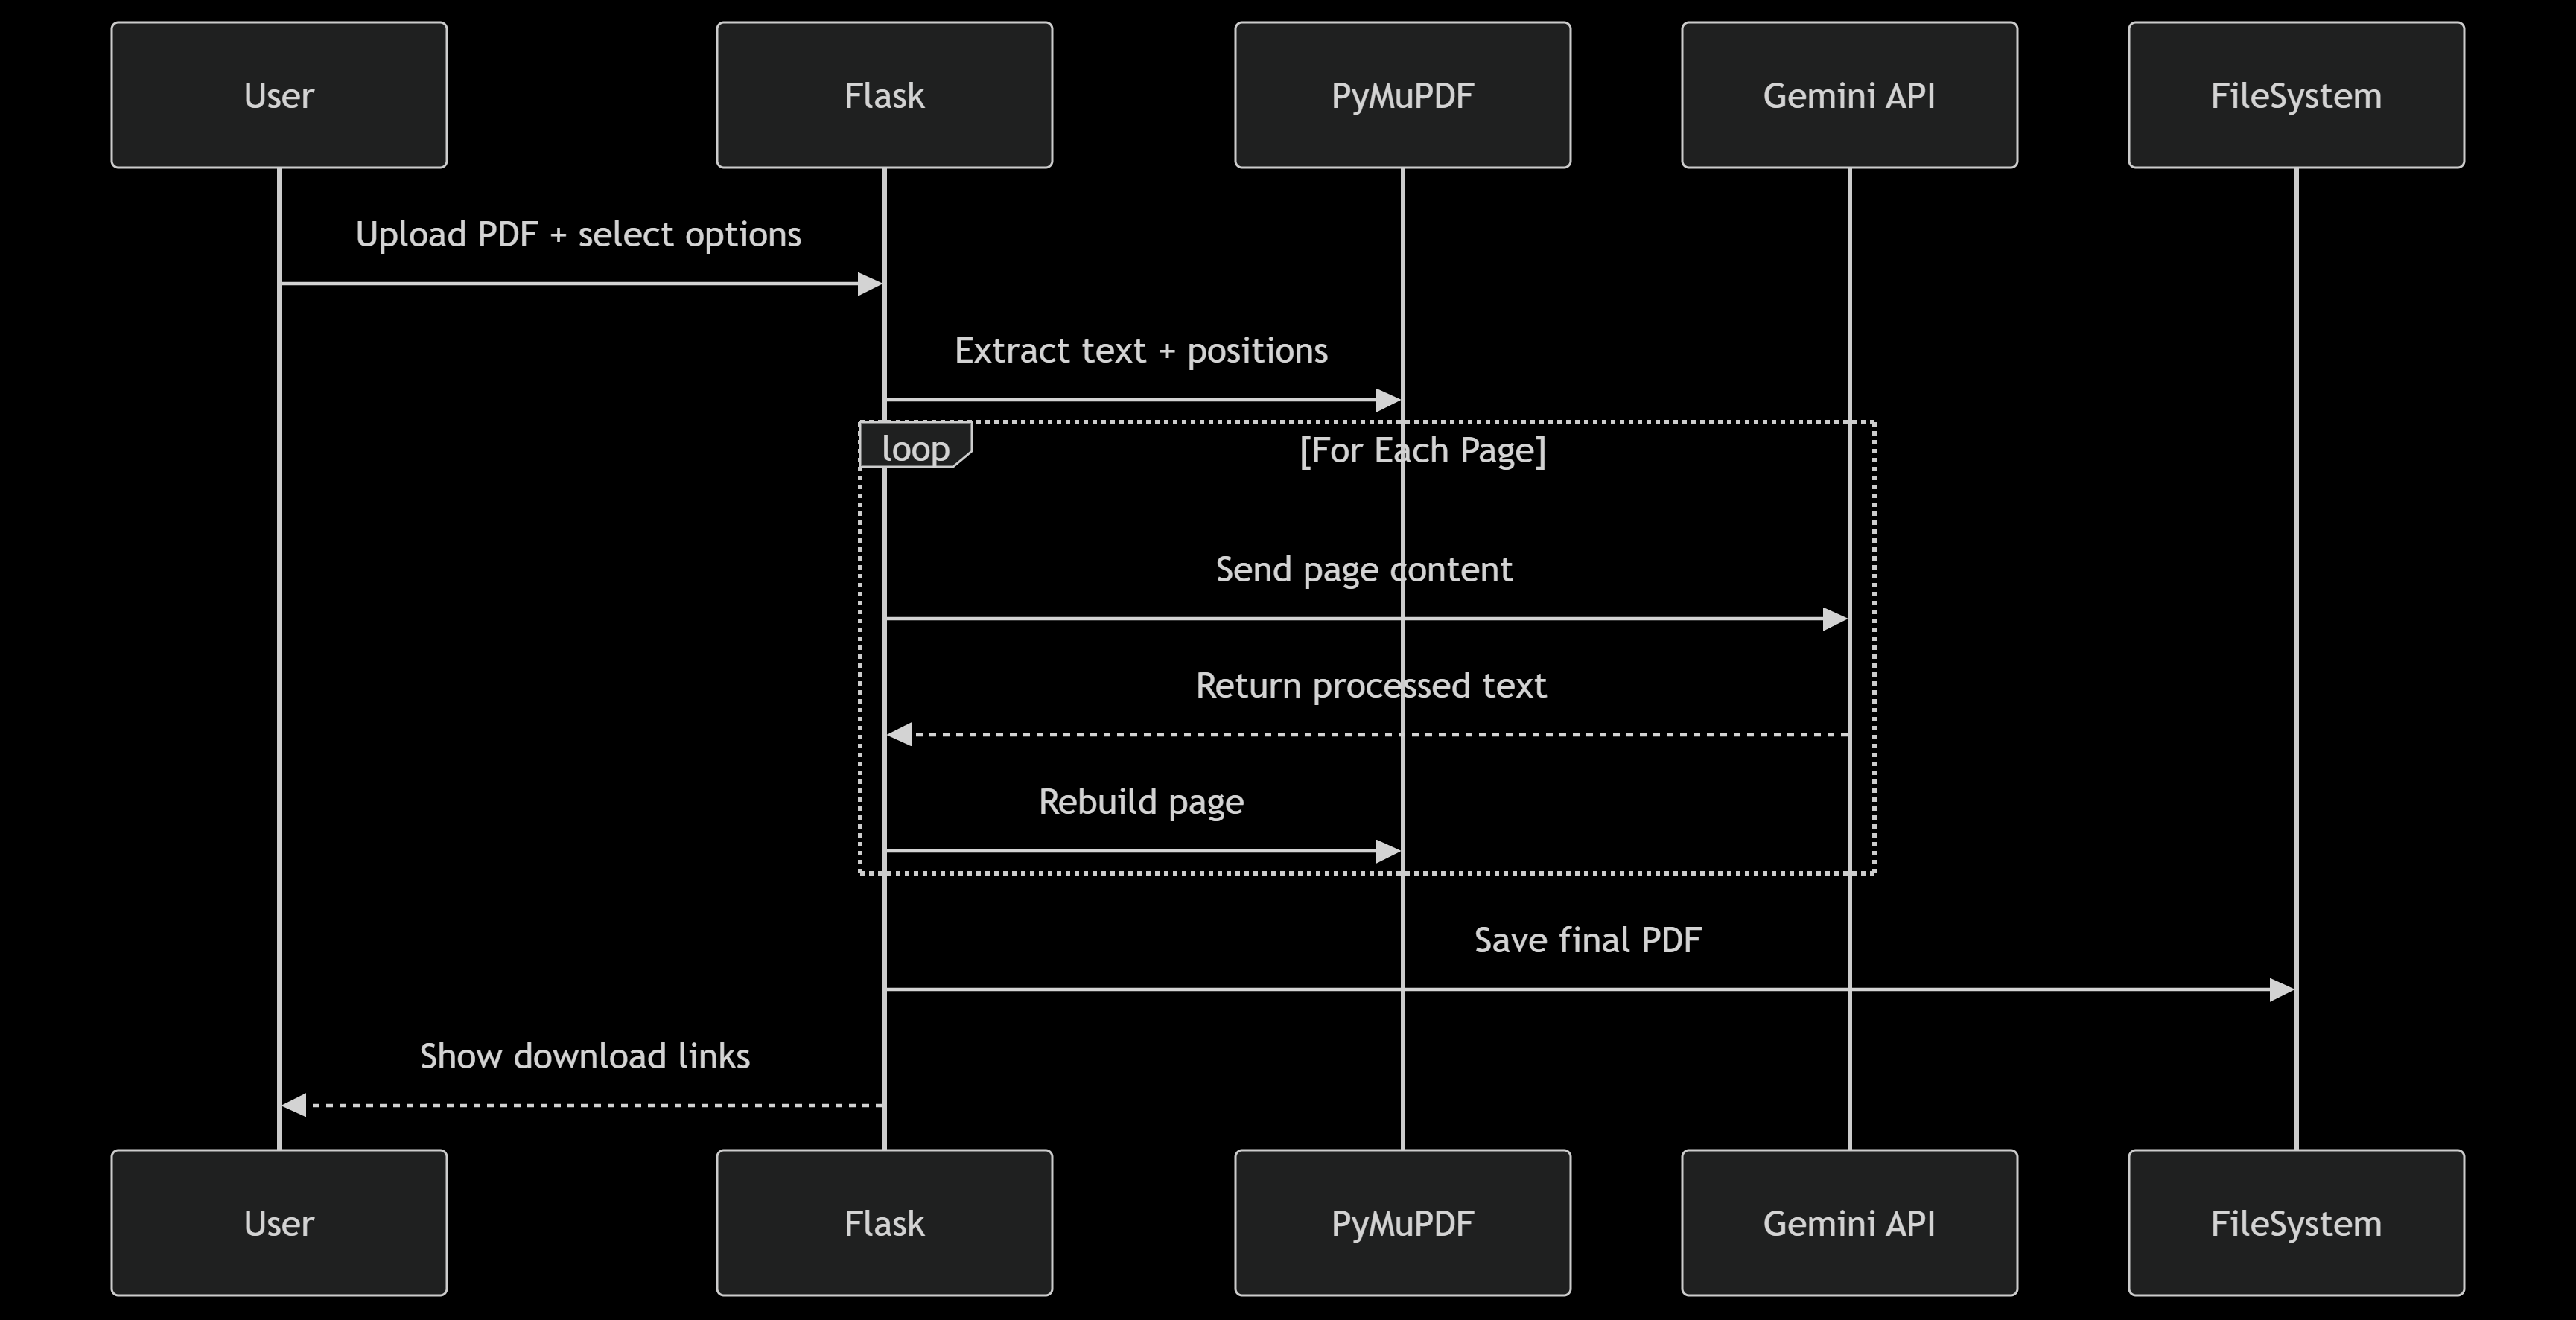 User
Flask
PyMuPDF
Gemini API
FileSystem
Upload PDF + select options
Extract text + positions
loop
[For Each Page]
Send page content
Return processed text
Rebuild page
Save final PDF
Show download links
User
Flask
PyMuPDF
Gemini API
FileSystem